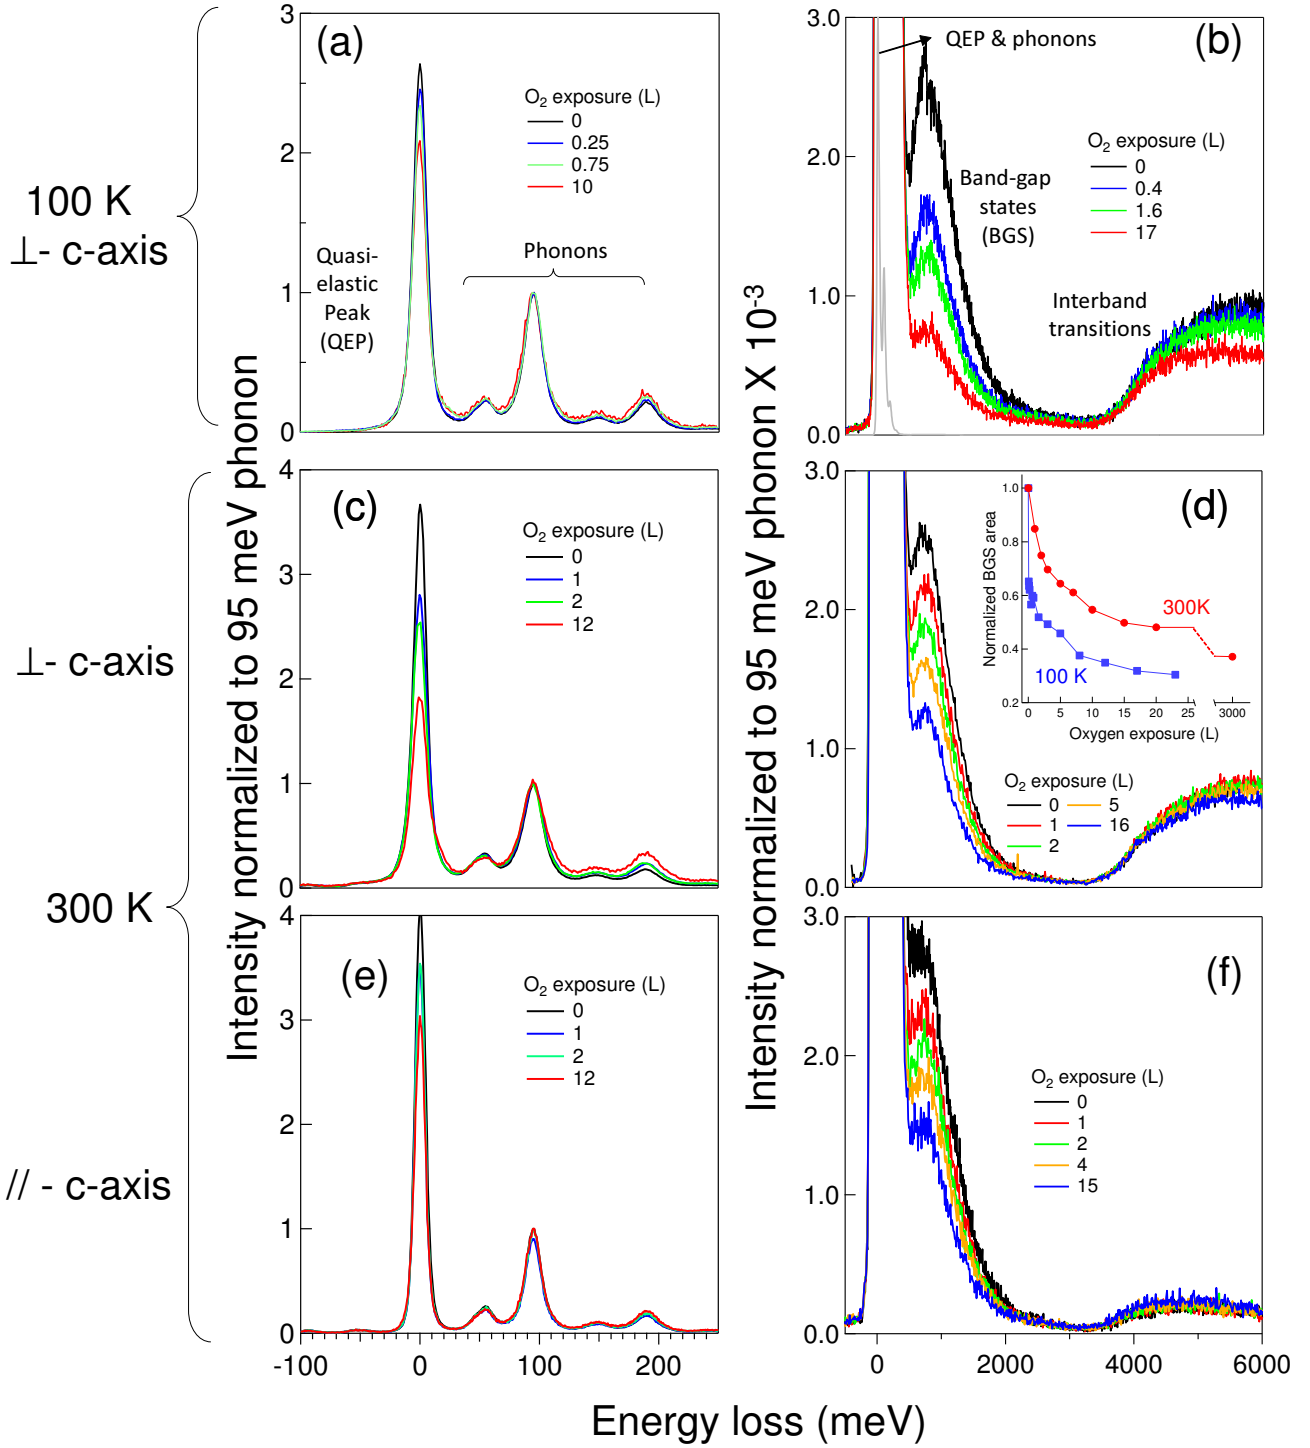 100 K
⊥- c-axis
⊥- c-axis
300 K
// - c-axis
Intensity normalized to 95 meV phonon
Intensity normalized to 95 meV phonon X 10-3
Energy loss (meV)
(a)
3
2
1
0
O2 exposure (L)
0
0.25
0.75
10
Quasi-
elastic
Peak
(QEP)
Phonons
(b)
3.0
2.0
1.0
0.0
QEP & phonons
O2 exposure (L)
0
0.4
1.6
17
Band-gap
states
(BGS)
Interband
transitions
(c)
4
3
2
1
0
O2 exposure (L)
0
1
2
12
(d)
3.0
2.0
1.0
0.0
Normalized BGS area
1.0
0.8
0.6
0.4
0.2
300K
100 K
0 5 10 15 20 25 3000
Oxygen exposure (L)
O2 exposure (L)
0 5
1 16
2
(e)
4
3
2
1
0
O2 exposure (L)
0
1
2
12
-100 0 100 200
(f)
3.0
2.0
1.0
0.0
O2 exposure (L)
0
1
2
4
15
0 2000 4000 6000